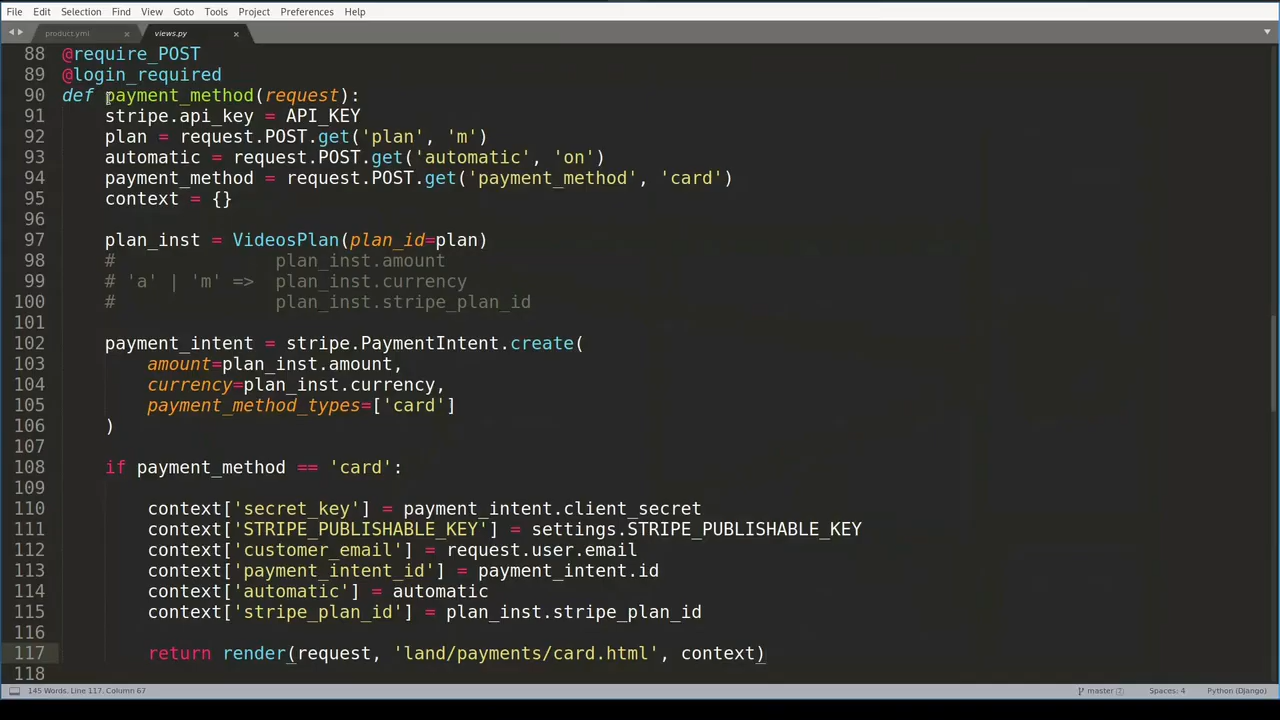 File Edit Selection Find View Goto Tools Project Preferences Help
product.yml × views.py ×
88 @require_POST
89 @login_required
90 def payment_method(request):
91 stripe.api_key = API_KEY
92 plan = request.POST.get('plan', 'm')
93 automatic = request.POST.get('automatic', 'on')
94 payment_method = request.POST.get('payment_method', 'card')
95 context = {}
96
97 plan_inst = VideosPlan(plan_id=plan)
98 # plan_inst.amount
99 # 'a' | 'm' => plan_inst.currency
100 # plan_inst.stripe_plan_id
101
102 payment_intent = stripe.PaymentIntent.create(
103 amount=plan_inst.amount,
104 currency=plan_inst.currency,
105 payment_method_types=['card']
106 )
107
108 if payment_method == 'card':
109
110 context['secret_key'] = payment_intent.client_secret
111 context['STRIPE_PUBLISHABLE_KEY'] = settings.STRIPE_PUBLISHABLE_KEY
112 context['customer_email'] = request.user.email
113 context['payment_intent_id'] = payment_intent.id
114 context['automatic'] = automatic
115 context['stripe_plan_id'] = plan_inst.stripe_plan_id
116
117 return render(request, 'land/payments/card.html', context)
118
145 Words, Line 117, Column 67 master 2 Spaces: 4 Python (Django)